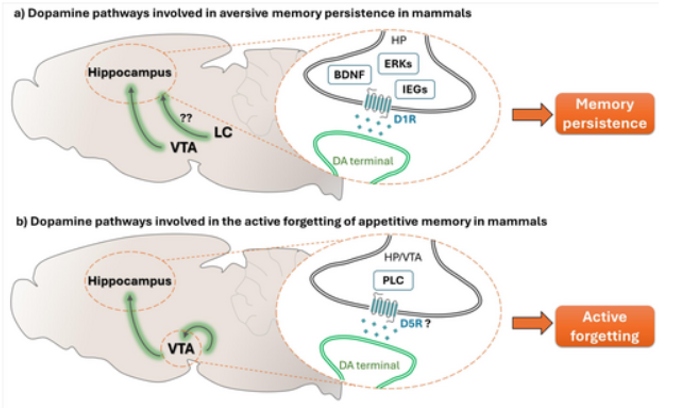 a) Dopamine pathways involved in aversive memory persistence in mammals
Hippocampus
??
LC
VTA
HP
BDNF
ERKs
IEGs
D1R
DA terminal
Memory
persistence
b) Dopamine pathways involved in the active forgetting of appetitive memory in mammals
Hippocampus
VTA
HP/VTA
PLC
D5R ?
DA terminal
Active
forgetting